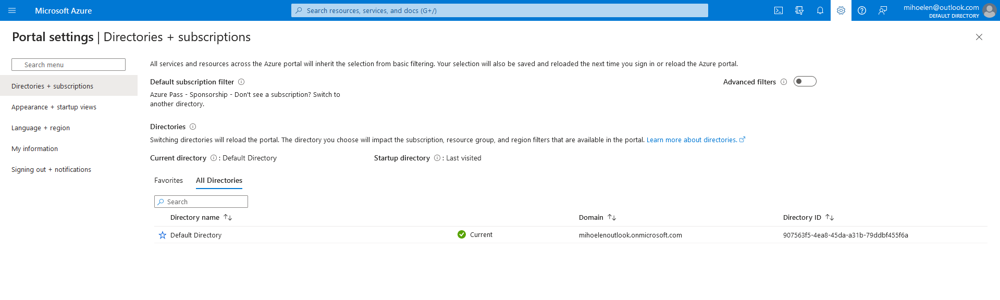 Microsoft Azure
Search resources, services, and docs (G+/)
mihoelen@outlook.com
DEFAULT DIRECTORY
Portal settings | Directories + subscriptions
Search menu
Directories + subscriptions
Appearance + startup views
Language + region
My information
Signing out + notifications
All services and resources across the Azure portal will inherit the selection from basic filtering. Your selection will also be saved and reloaded the next time you sign in or reload the Azure portal.
Default subscription filter
Advanced filters
Azure Pass - Sponsorship - Don't see a subscription? Switch to
another directory.
Directories
Switching directories will reload the portal. The directory you choose will impact the subscription, resource group, and region filters that are available in the portal. Learn more about directories.
Current directory : Default Directory
Startup directory : Last visited
Favorites
All Directories
Search
Directory name
Domain
Directory ID
Default Directory
Current
mihoelenoutlook.onmicrosoft.com
907563f5-4ea8-45da-a31b-79ddbf455f6a